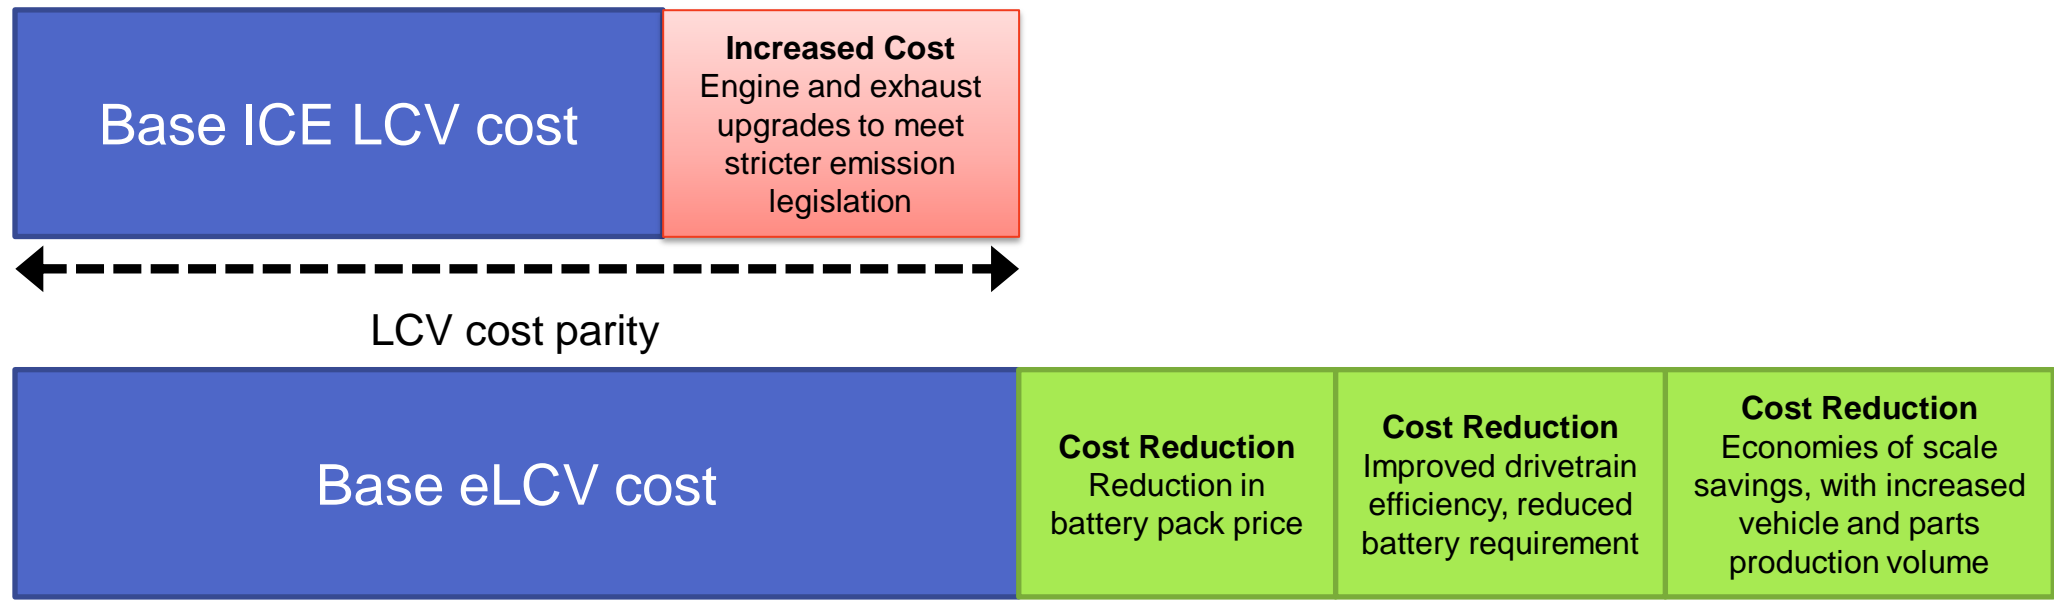 Base ICE LCV cost
Increased Cost
Engine and exhaust
upgrades to meet
stricter emission
legislation
LCV cost parity
Base eLCV cost
Cost Reduction
Reduction in
battery pack price
Cost Reduction
Improved drivetrain
efficiency, reduced
battery requirement
Cost Reduction
Economies of scale
savings, with increased
vehicle and parts
production volume